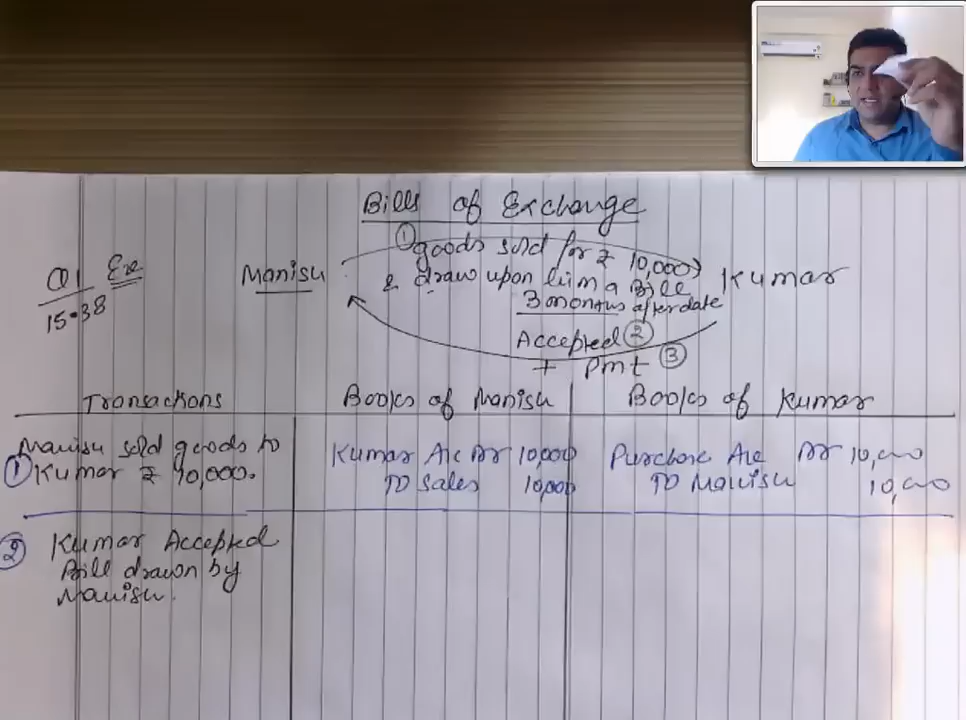 Bills of Exchange
Q1 Exe
15.38
Manish
① goods sold for ₹ 10,000
& draw upon him a Bill
3 months after date
Kumar
Accepted ②
+ Pmt ③
Transactions Books of Manish Books of Kumar
Manish sold goods to
① Kumar ₹ 10,000.
Kumar A/c Dr 10,000
To Sales 10,000
Purchase A/c Dr 10,000
To Manish 10,000
② Kumar Accepted
Bill drawn by
Manish.